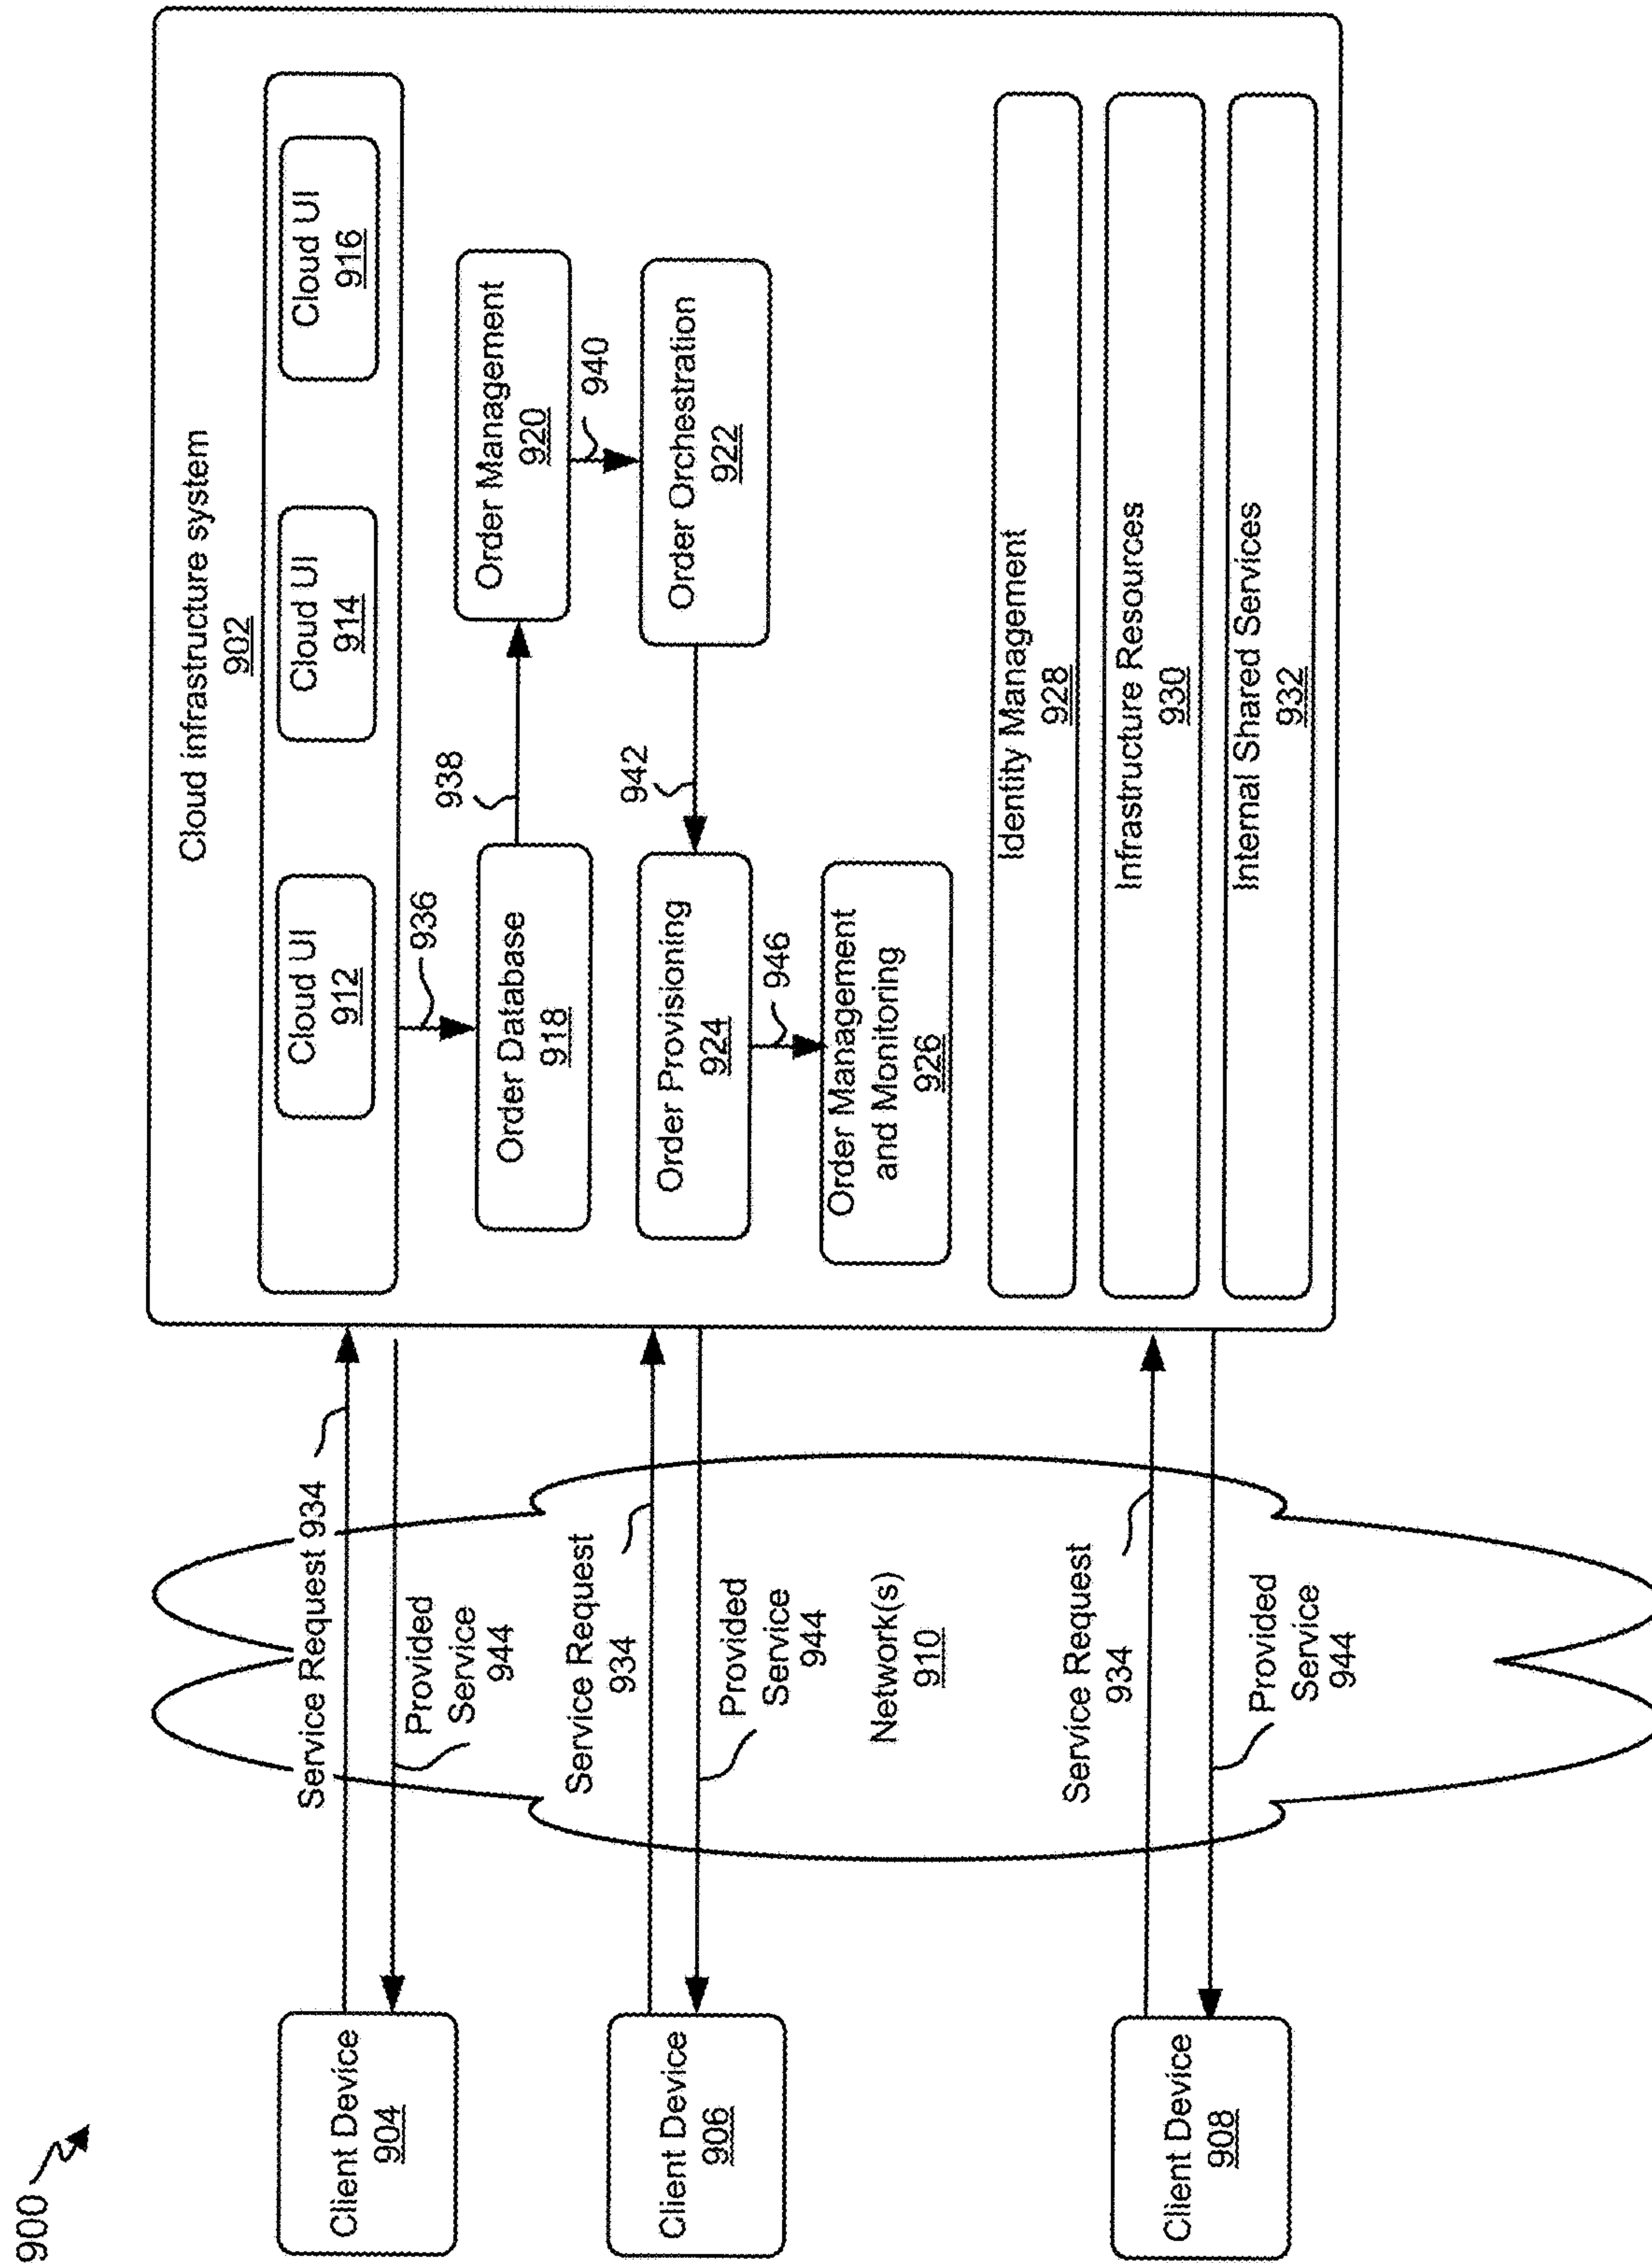 900
Client Device
904
Client Device
906
Client Device
908
Service Request 934
Provided
Service
944
Service Request
934
Provided
Service
944
Network(s)
910
Service Request
934
Provided
Service
944
Cloud infrastructure system
902
Cloud UI
912
Cloud UI
914
Cloud UI
916
936
Order Database
918
938
Order Management
920
940
Order Orchestration
922
942
Order Provisioning
924
946
Order Management
and Monitoring
926
Identity Management
928
Infrastructure Resources
930
Internal Shared Services
932